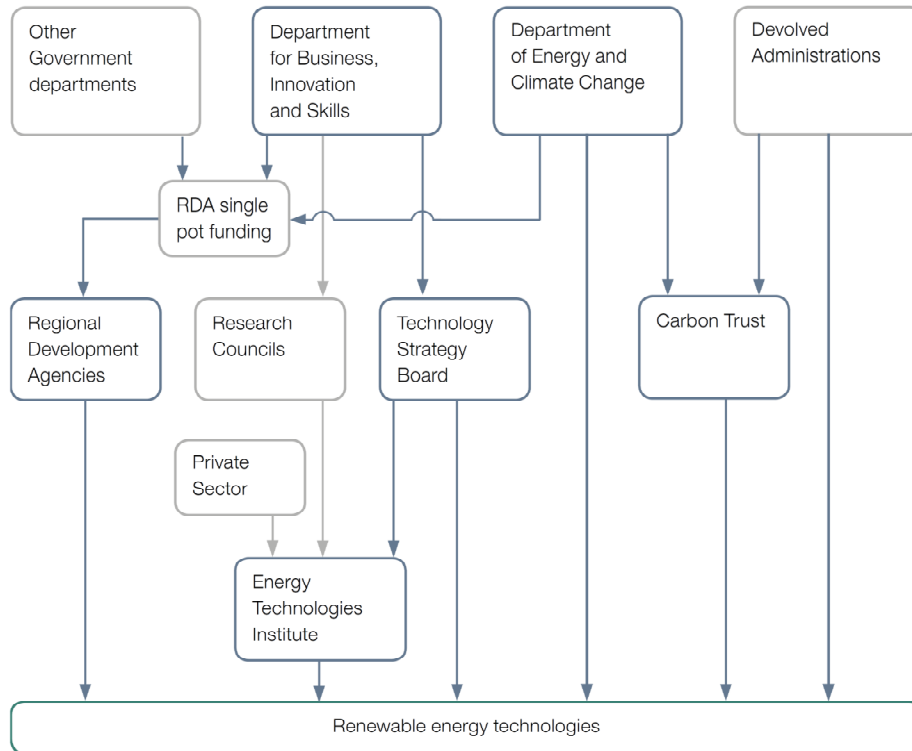 Other
Government
departments
Department
for Business,
Innovation
and Skills
Department
of Energy and
Climate Change
Devolved
Administrations
RDA single
pot funding
Regional
Development
Agencies
Research
Councils
Technology
Strategy
Board
Carbon Trust
Private
Sector
Energy
Technologies
Institute
Renewable energy technologies